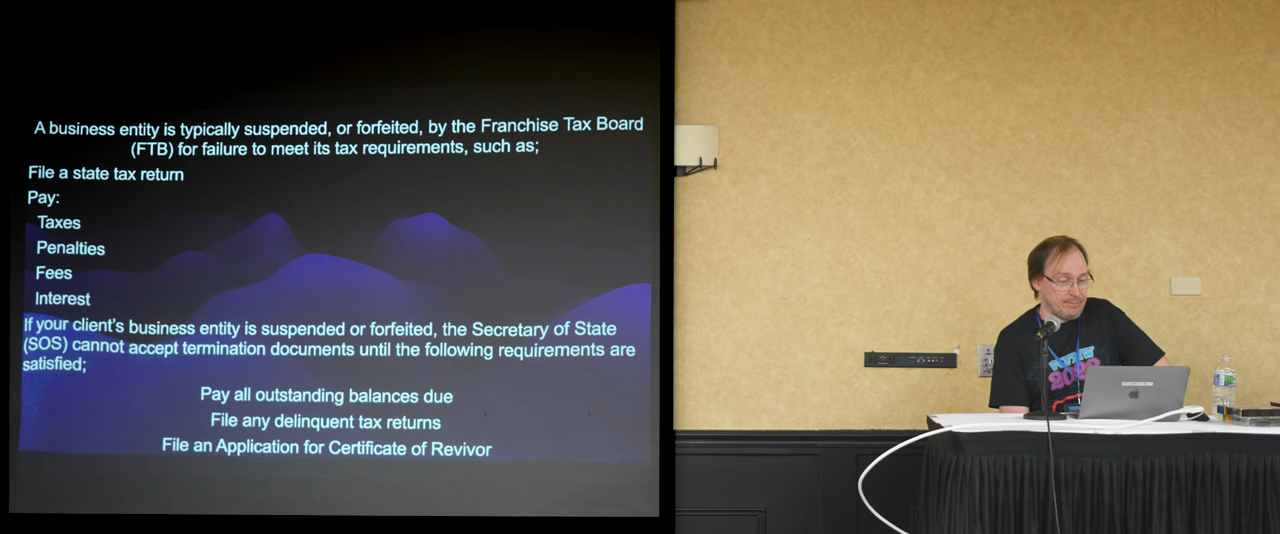 A business entity is typically suspended, or forfeited, by the Franchise Tax Board
(FTB) for failure to meet its tax requirements, such as;
File a state tax return
Pay:
Taxes
Penalties
Fees
Interest
If your client's business entity is suspended or forfeited, the Secretary of State
(SOS) cannot accept termination documents until the following requirements are
satisfied;
Pay all outstanding balances due
File any delinquent tax returns
File an Application for Certificate of Revivor